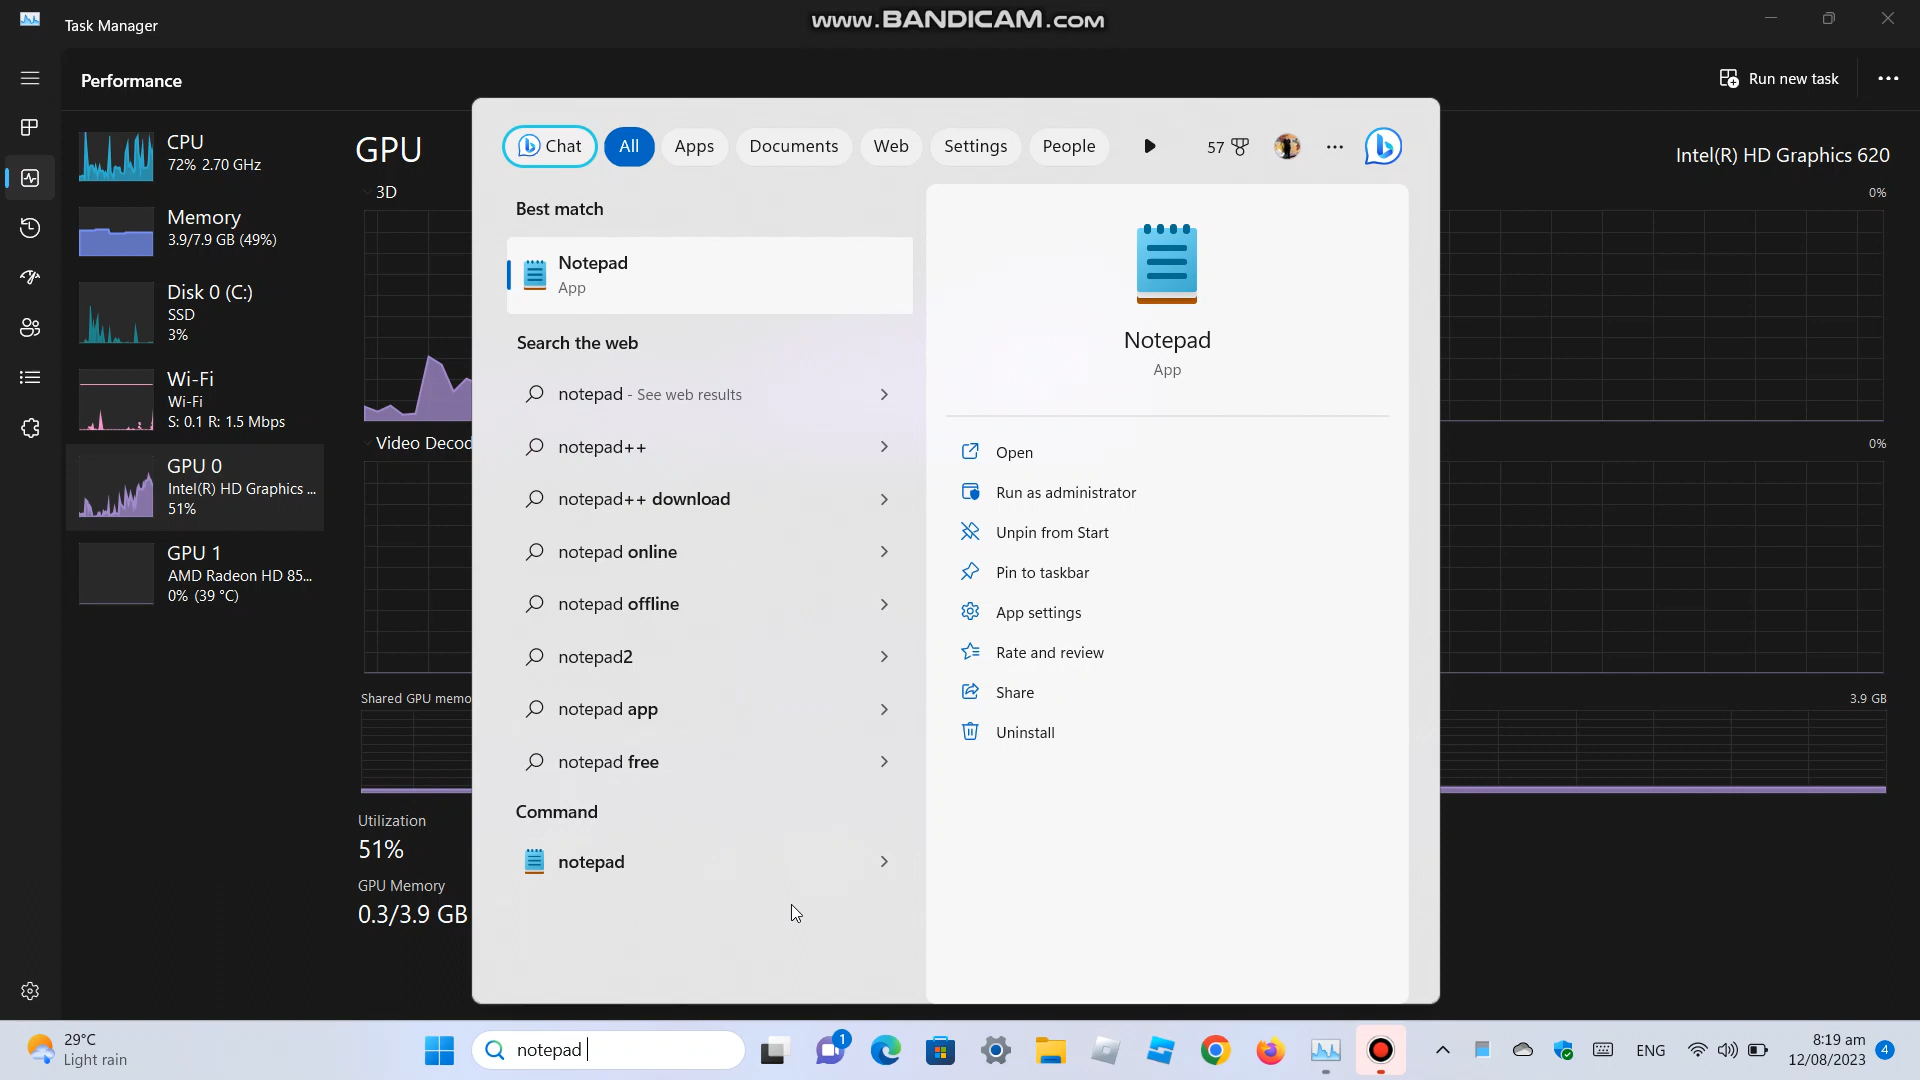 Task Manager
www.BANDICAM.com
Performance
Run new task
CPU
72% 2.70 GHz
Memory
3.9/7.9 GB (49%)
Disk 0 (C:)
SSD
3%
Wi-Fi
Wi-Fi
S: 0.1 R: 1.5 Mbps
GPU 0
Intel(R) HD Graphics ...
51%
GPU 1
AMD Radeon HD 85...
0% (39 °C)
GPU
Intel(R) HD Graphics 620
3D
0%
Video Decod
0%
Shared GPU memo
3.9 GB
Utilization
51%
GPU Memory
0.3/3.9 GB
Chat
All
Apps
Documents
Web
Settings
People
57
Best match
Notepad
App
Search the web
notepad - See web results
notepad++
notepad++ download
notepad online
notepad offline
notepad2
notepad app
notepad free
Command
notepad
Notepad
App
Open
Run as administrator
Unpin from Start
Pin to taskbar
App settings
Rate and review
Share
Uninstall
29°C
Light rain
notepad
1
ENG
8:19 am
12/08/2023
4